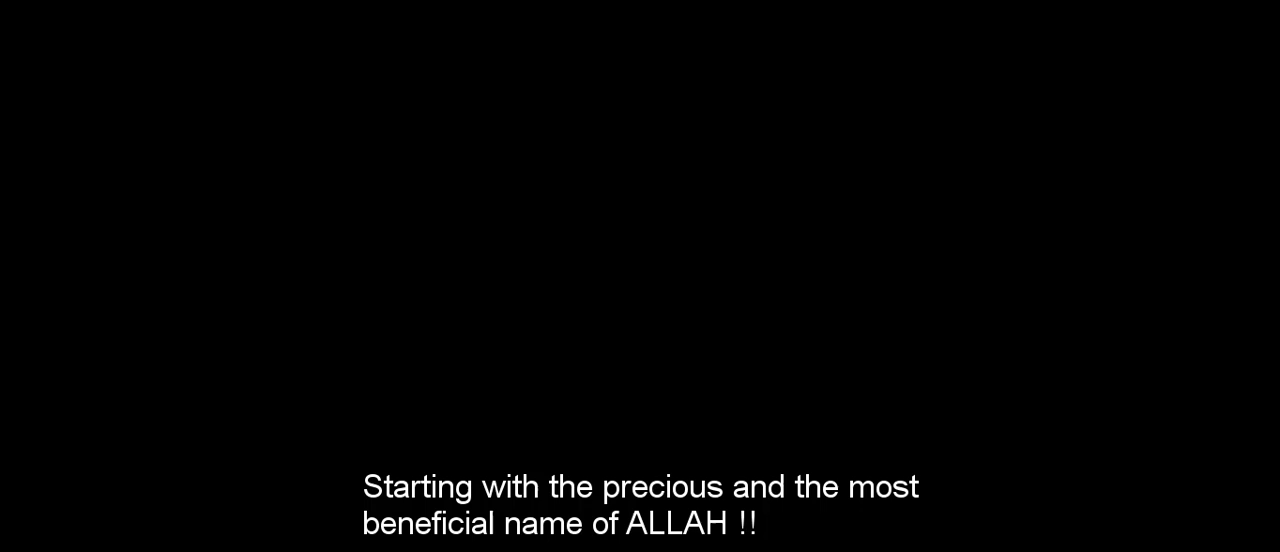 Starting with the precious and the most
beneficial name of ALLAH !!